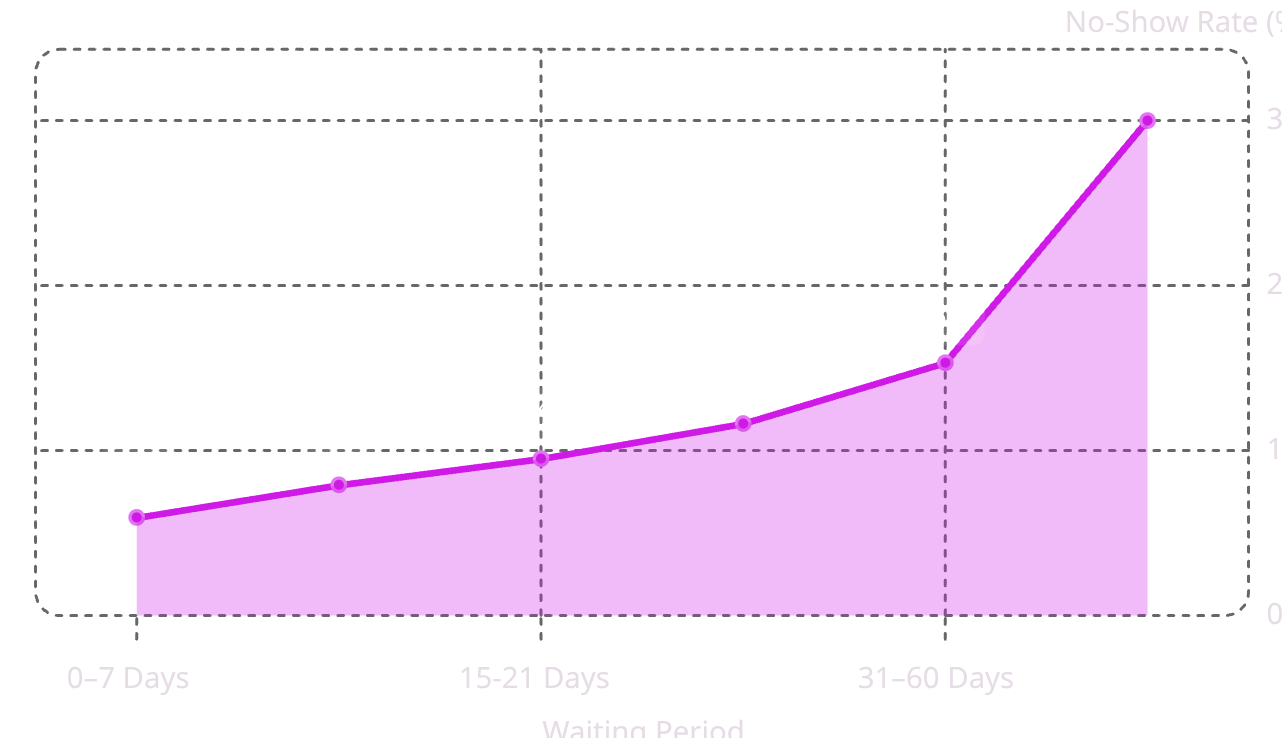 No-Show Rate (%
3
2
1
0
0–7 Days
15-21 Days
31–60 Days
Waiting Period